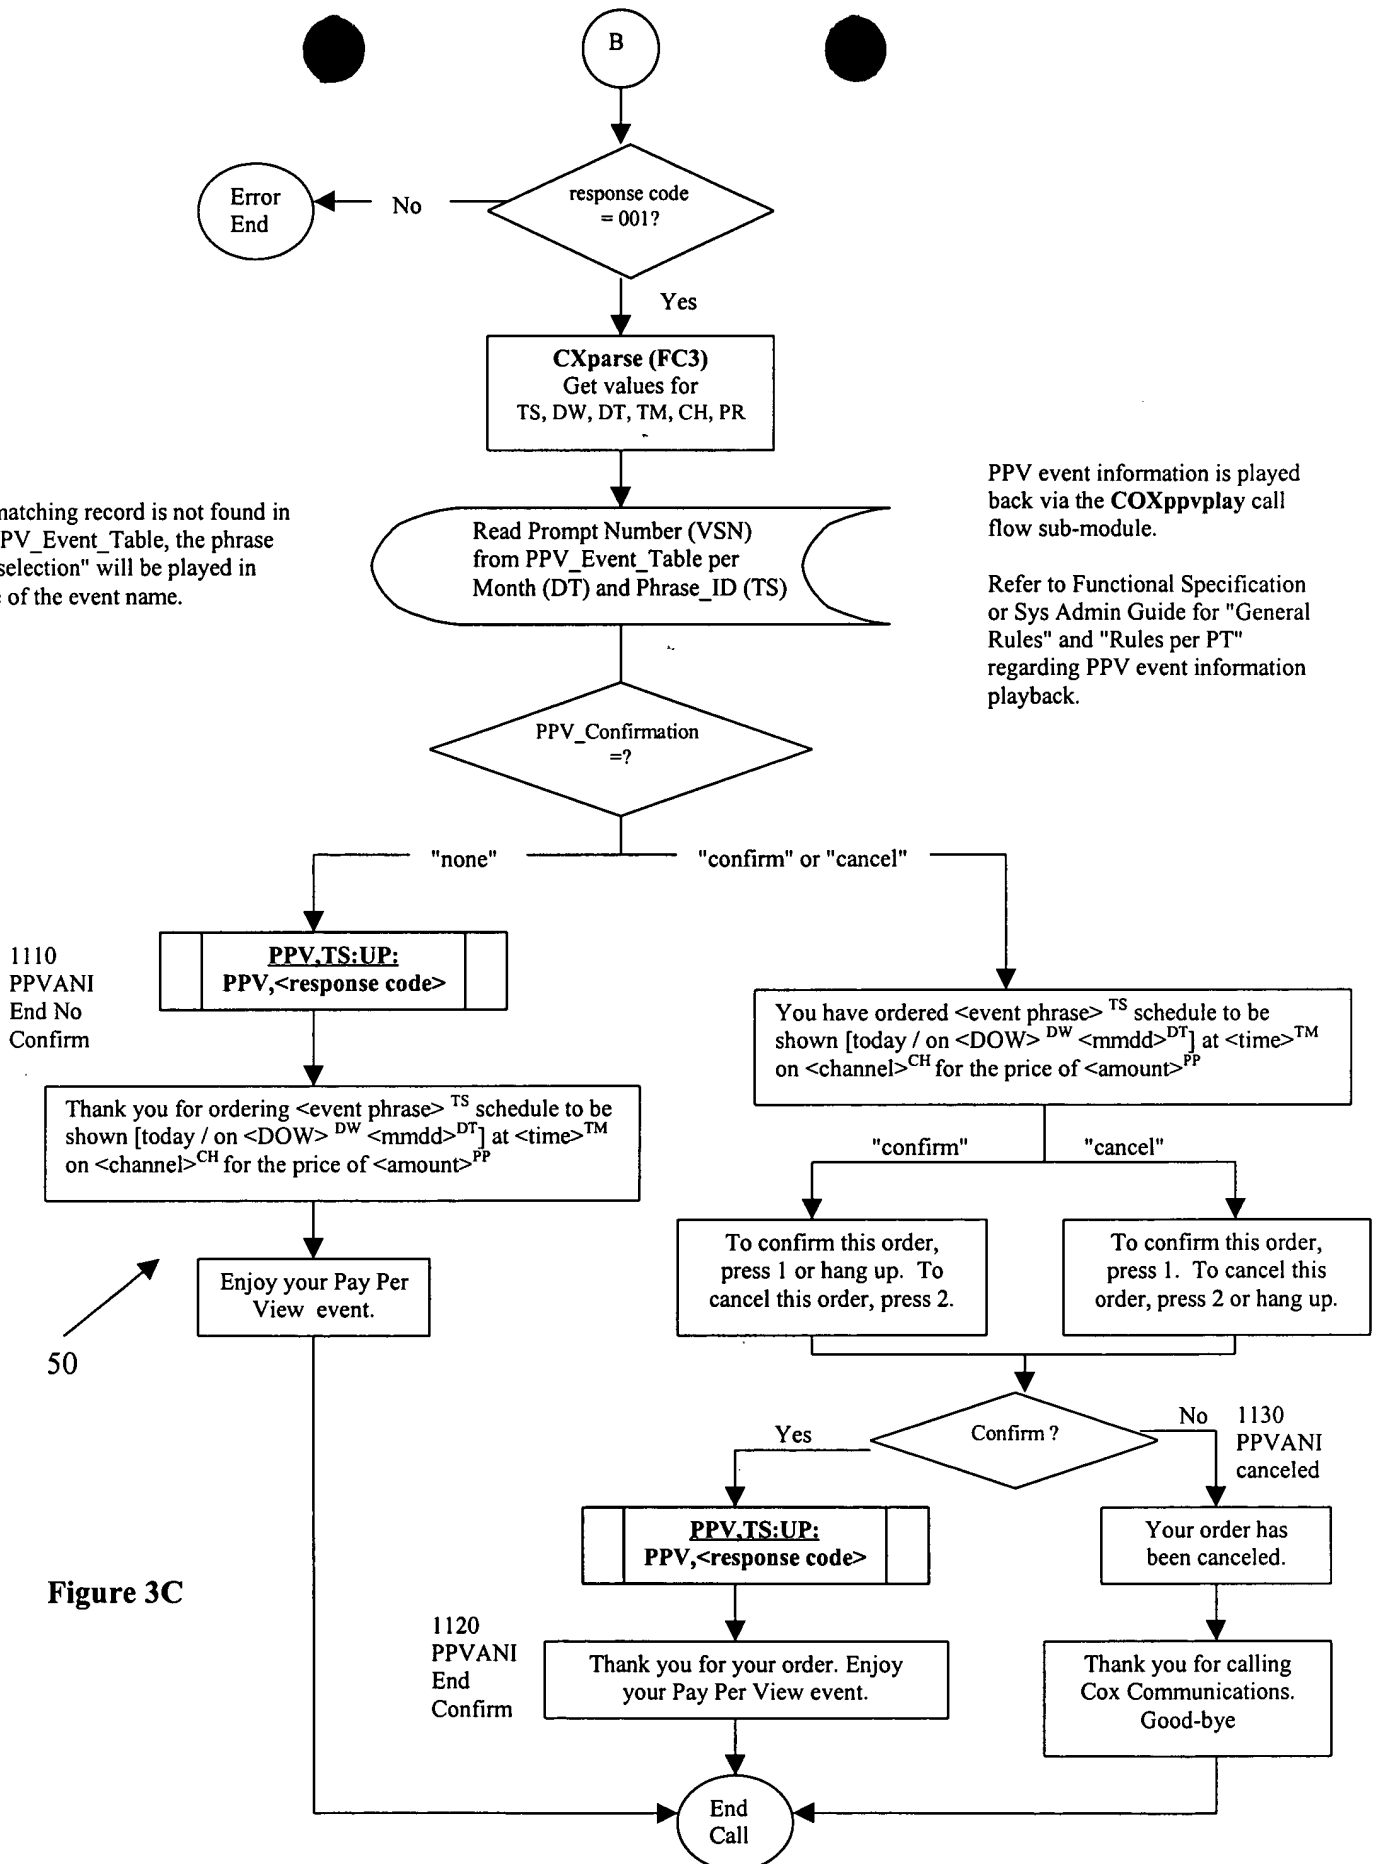 B
response code
= 001?
Error
End
No
Yes
CXparse (FC3)
Get values for
TS, DW, DT, TM, CH, PR
matching record is not found in
PV_Event_Table, the phrase
selection" will be played in
of the event name.
Read Prompt Number (VSN)
from PPV_Event_Table per
Month (DT) and Phrase_ID (TS)
PPV event information is played
back via the COXppvplay call
flow sub-module.
Refer to Functional Specification
or Sys Admin Guide for "General
Rules" and "Rules per PT"
regarding PPV event information
playback.
PPV_Confirmation
=?
"none"
"confirm" or "cancel"
1110
PPVANI
End No
Confirm
PPV,TS:UP:
PPV,<response code>
You have ordered <event phrase> TS schedule to be
shown [today / on <DOW> DW <mmdd>DT] at <time>TM
on <channel>CH for the price of <amount>PP
Thank you for ordering <event phrase> TS schedule to be
shown [today / on <DOW> DW <mmdd>DT] at <time>TM
on <channel>CH for the price of <amount>PP
"confirm"
"cancel"
To confirm this order,
press 1 or hang up. To
cancel this order, press 2.
To confirm this order,
press 1. To cancel this
order, press 2 or hang up.
Enjoy your Pay Per
View event.
50
Confirm ?
Yes
No
1130
PPVANI
canceled
PPV,TS:UP:
PPV,<response code>
Your order has
been canceled.
Figure 3C
1120
PPVANI
End
Confirm
Thank you for your order. Enjoy
your Pay Per View event.
Thank you for calling
Cox Communications.
Good-bye
End
Call